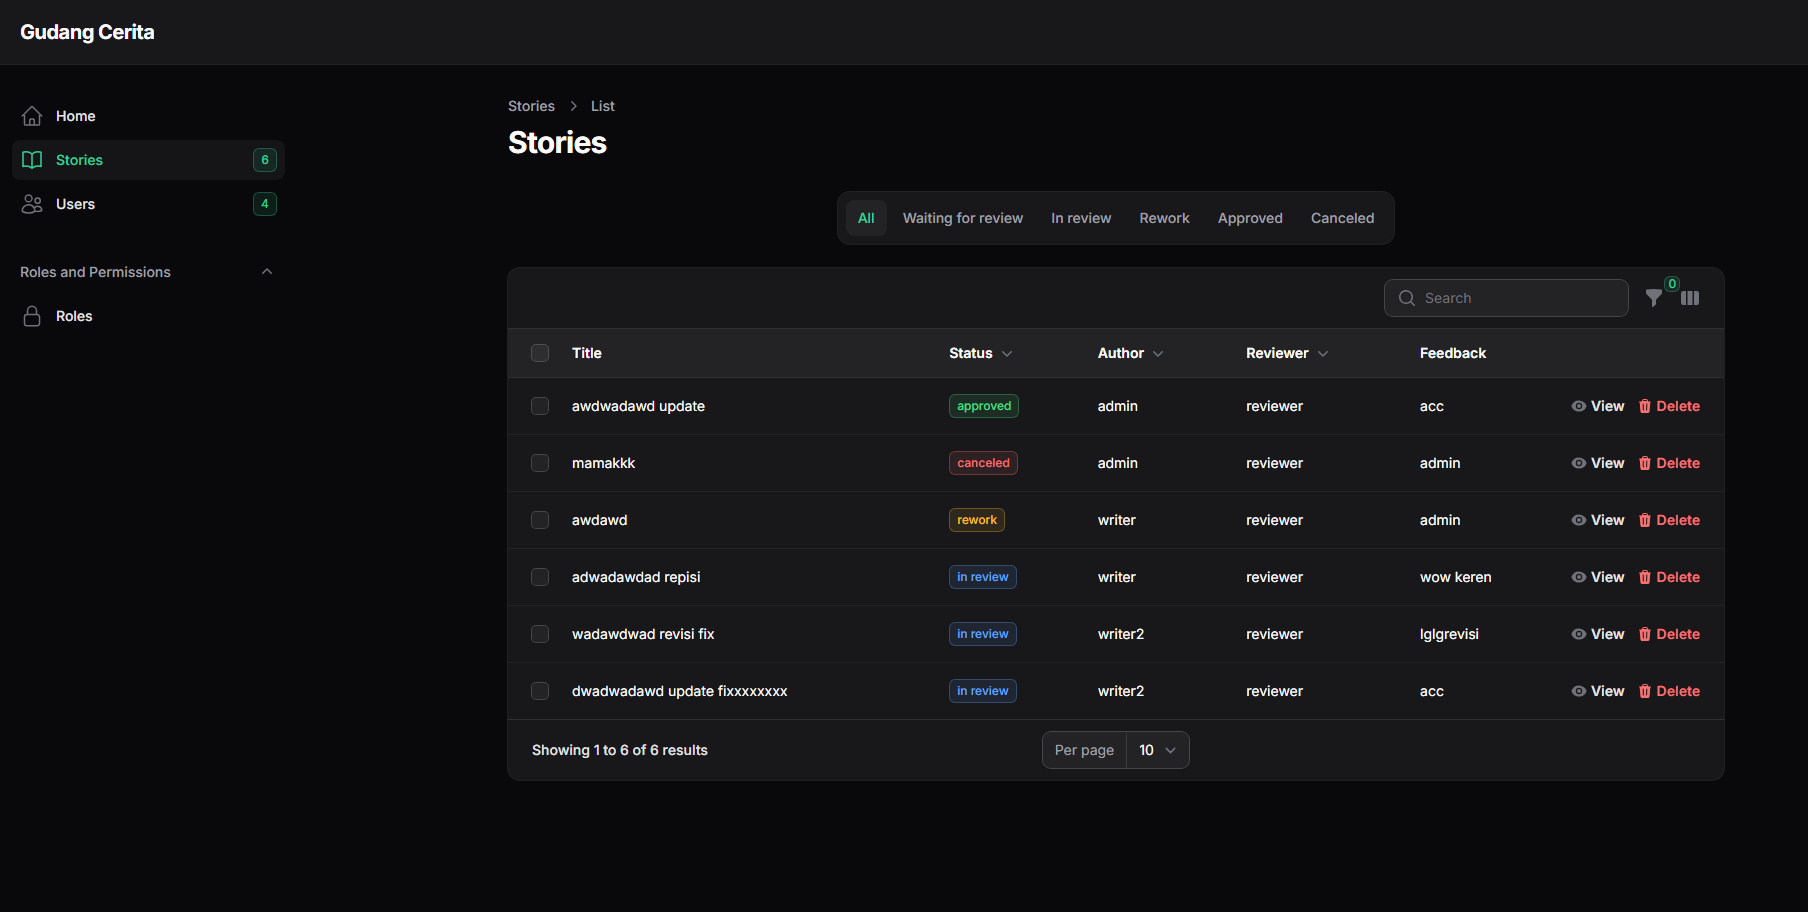 Gudang Cerita
Home
Stories 6
Users 4
Roles and Permissions
Roles
Stories > List
Stories
All Waiting for review In review Rework Approved Canceled
Search 0
Title Status Author Reviewer Feedback
awdwadawd update approved admin reviewer acc View Delete
mamakkk canceled admin reviewer admin View Delete
awdawd rework writer reviewer admin View Delete
adwadawdad repisi in review writer reviewer wow keren View Delete
wadawdwad revisi fix in review writer2 reviewer lglgrevisi View Delete
dwadwadawd update fixxxxxxxx in review writer2 reviewer acc View Delete
Showing 1 to 6 of 6 results Per page 10